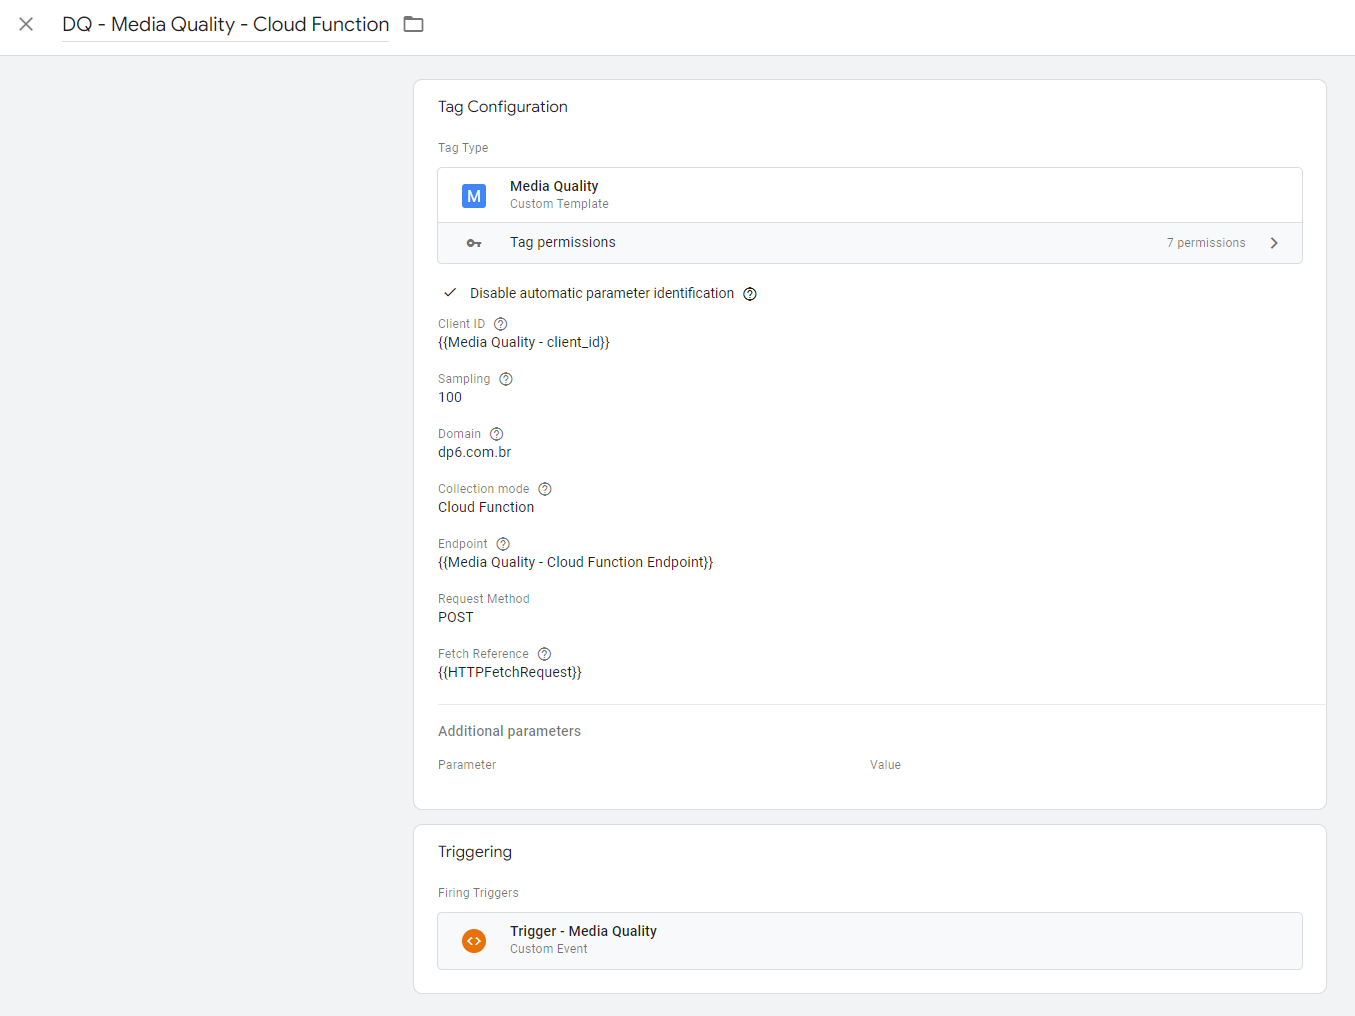 DQ - Media Quality - Cloud Function
Tag Configuration
Tag Type
M
Media Quality
Custom Template
Tag permissions
7 permissions
Disable automatic parameter identification
Client ID
{{Media Quality - client_id}}
Sampling
100
Domain
dp6.com.br
Collection mode
Cloud Function
Endpoint
{{Media Quality - Cloud Function Endpoint}}
Request Method
POST
Fetch Reference
{{HTTPFetchRequest}}
Additional parameters
Parameter
Value
Triggering
Firing Triggers
Trigger - Media Quality
Custom Event